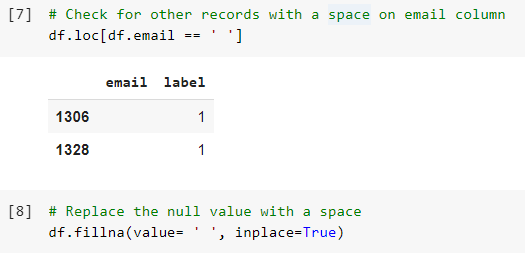 [7] # Check for other records with a space on email column
df.loc[df.email == ' ']
email label
1306 1
1328 1
[8] # Replace the null value with a space
df.fillna(value= ' ', inplace=True)